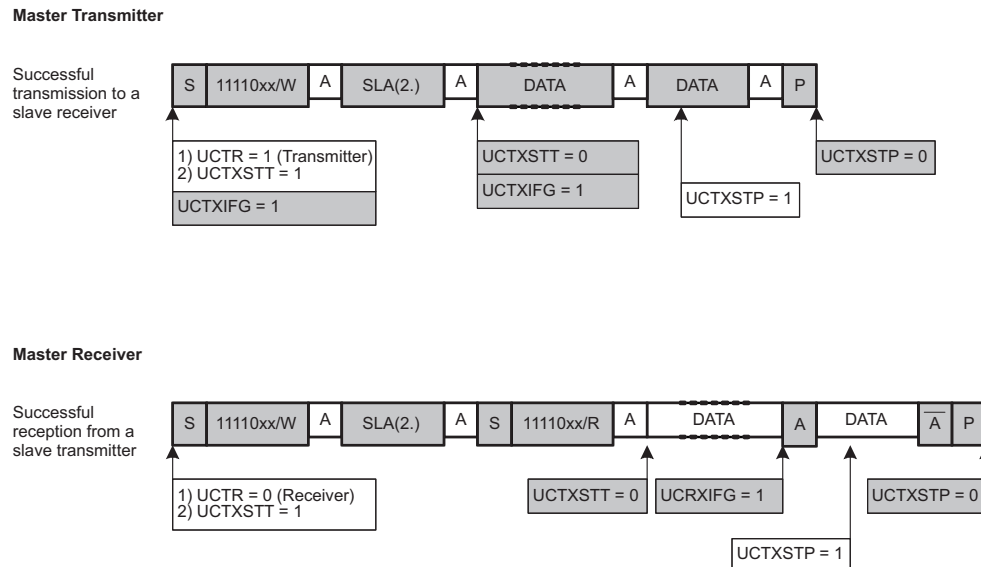 Master Transmitter
Successful
transmission to a
slave receiver
S 11110xx/W A SLA(2.) A DATA A DATA A P
1) UCTR = 1 (Transmitter)
2) UCTXSTT = 1
UCTXIFG = 1
UCTXSTT = 0
UCTXIFG = 1
UCTXSTP = 1
UCTXSTP = 0
Master Receiver
Successful
reception from a
slave transmitter
S 11110xx/W A SLA(2.) A S 11110xx/R A DATA A DATA A̅ P
1) UCTR = 0 (Receiver)
2) UCTXSTT = 1
UCTXSTT = 0
UCRXIFG = 1
UCTXSTP = 1
UCTXSTP = 0